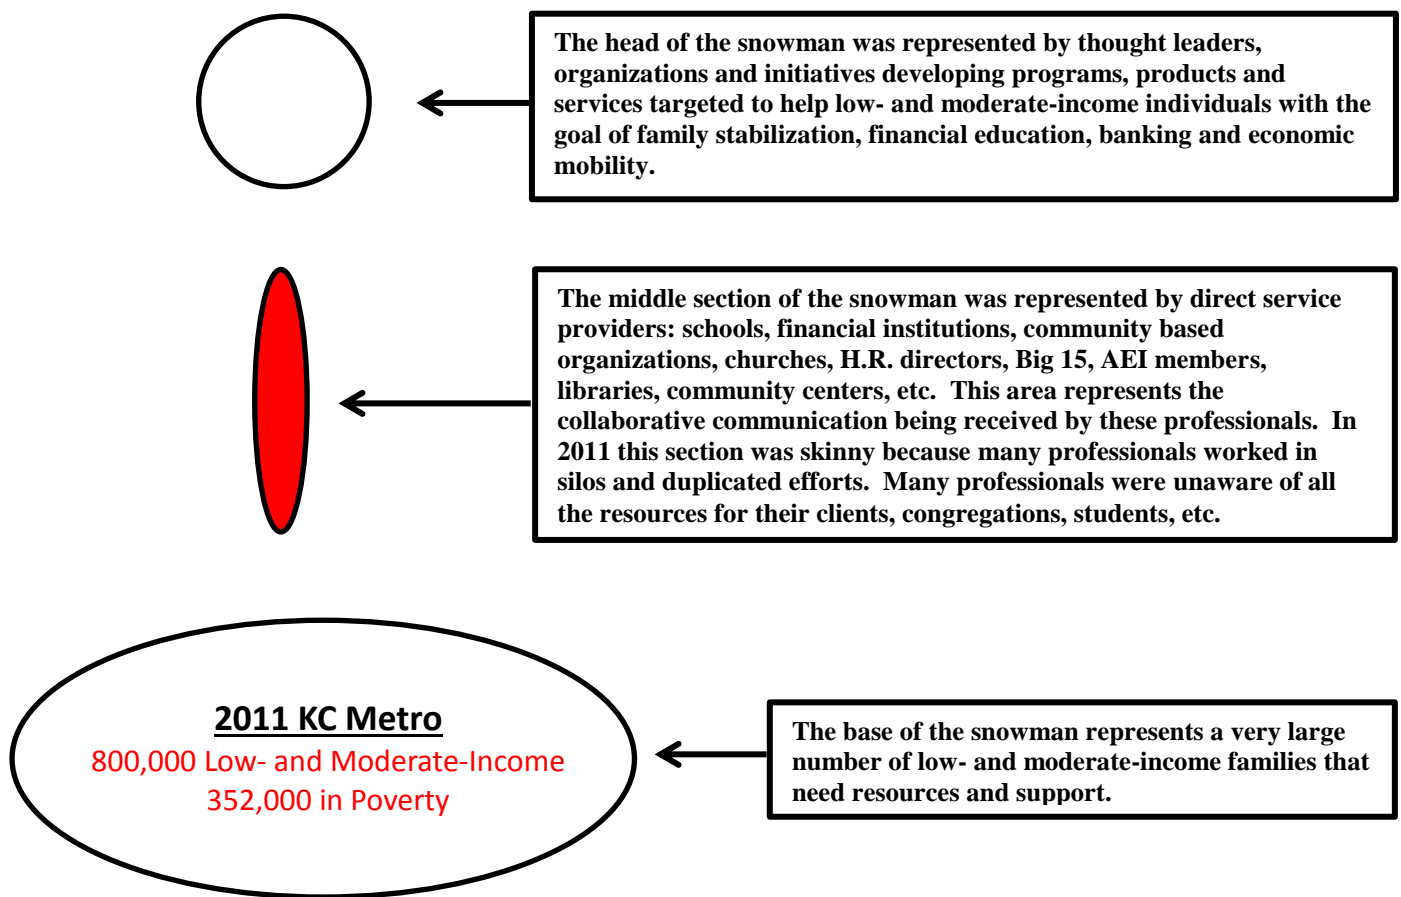 The head of the snowman was represented by thought leaders,
organizations and initiatives developing programs, products and
services targeted to help low- and moderate-income individuals with the
goal of family stabilization, financial education, banking and economic
mobility.
The middle section of the snowman was represented by direct service
providers: schools, financial institutions, community based
organizations, churches, H.R. directors, Big 15, AEI members,
libraries, community centers, etc.  This area represents the
collaborative communication being received by these professionals.  In
2011 this section was skinny because many professionals worked in
silos and duplicated efforts.  Many professionals were unaware of all
the resources for their clients, congregations, students, etc.
2011 KC Metro
800,000 Low- and Moderate-Income
352,000 in Poverty
The base of the snowman represents a very large
number of low- and moderate-income families that
need resources and support.